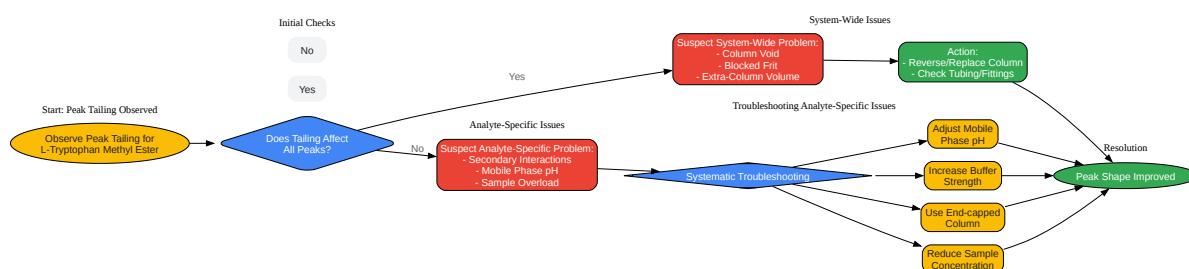 Start: Peak Tailing Observed
Observe Peak Tailing for
L-Tryptophan Methyl Ester
Initial Checks
No
Yes
Does Tailing Affect
All Peaks?
Yes
No
System-Wide Issues
Suspect System-Wide Problem:
- Column Void
- Blocked Frit
- Extra-Column Volume
Action:
- Reverse/Replace Column
- Check Tubing/Fittings
Analyte-Specific Issues
Suspect Analyte-Specific Problem:
- Secondary Interactions
- Mobile Phase pH
- Sample Overload
Troubleshooting Analyte-Specific Issues
Systematic Troubleshooting
Adjust Mobile
Phase pH
Increase Buffer
Strength
Use End-capped
Column
Reduce Sample
Concentration
Resolution
Peak Shape Improved